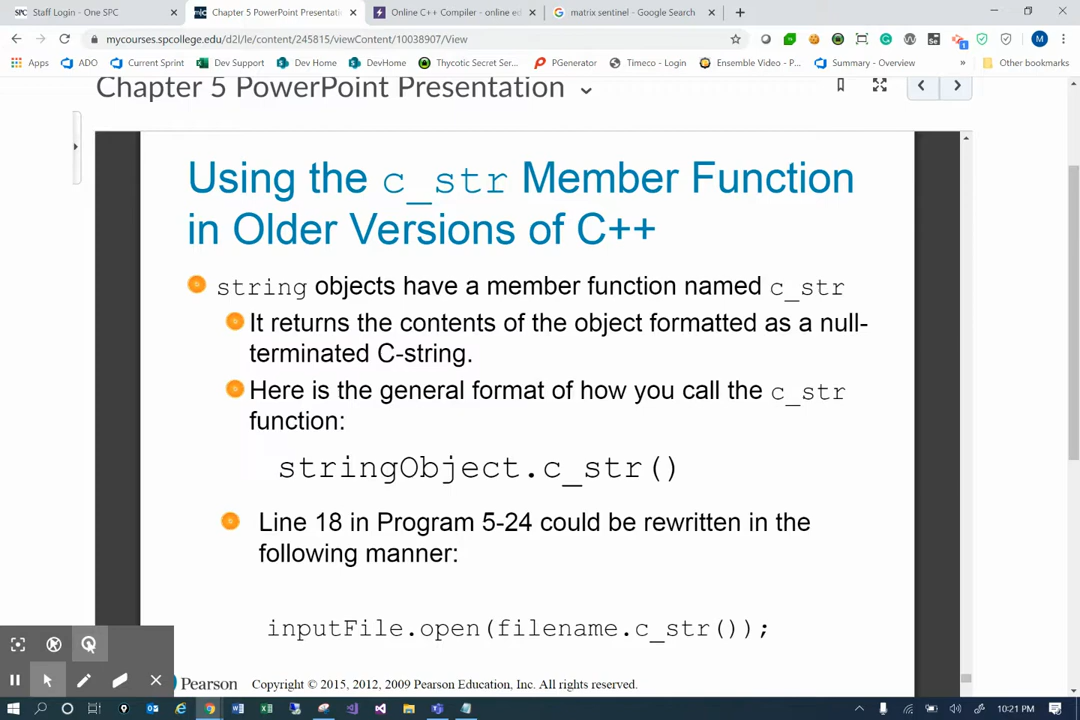 Staff Login - One SPC
Chapter 5 PowerPoint Presentati
Online C++ Compiler - online ed
matrix sentinel - Google Search
mycourses.spcollege.edu/d2l/le/content/245815/viewContent/10038907/View
Apps
ADO
Current Sprint
Dev Support
Dev Home
DevHome
Thycotic Secret Ser...
PGenerator
Timeco - Login
Ensemble Video - P...
Summary - Overview
»
Other bookmarks
Chapter 5 PowerPoint Presentation
Using the c_str Member Function
in Older Versions of C++
string objects have a member function named c_str
It returns the contents of the object formatted as a null-
terminated C-string.
Here is the general format of how you call the c_str
function:
stringObject.c_str()
Line 18 in Program 5-24 could be rewritten in the
following manner:
inputFile.open(filename.c_str());
Pearson
Copyright © 2015, 2012, 2009 Pearson Education, Inc. All rights reserved.
10:21 PM